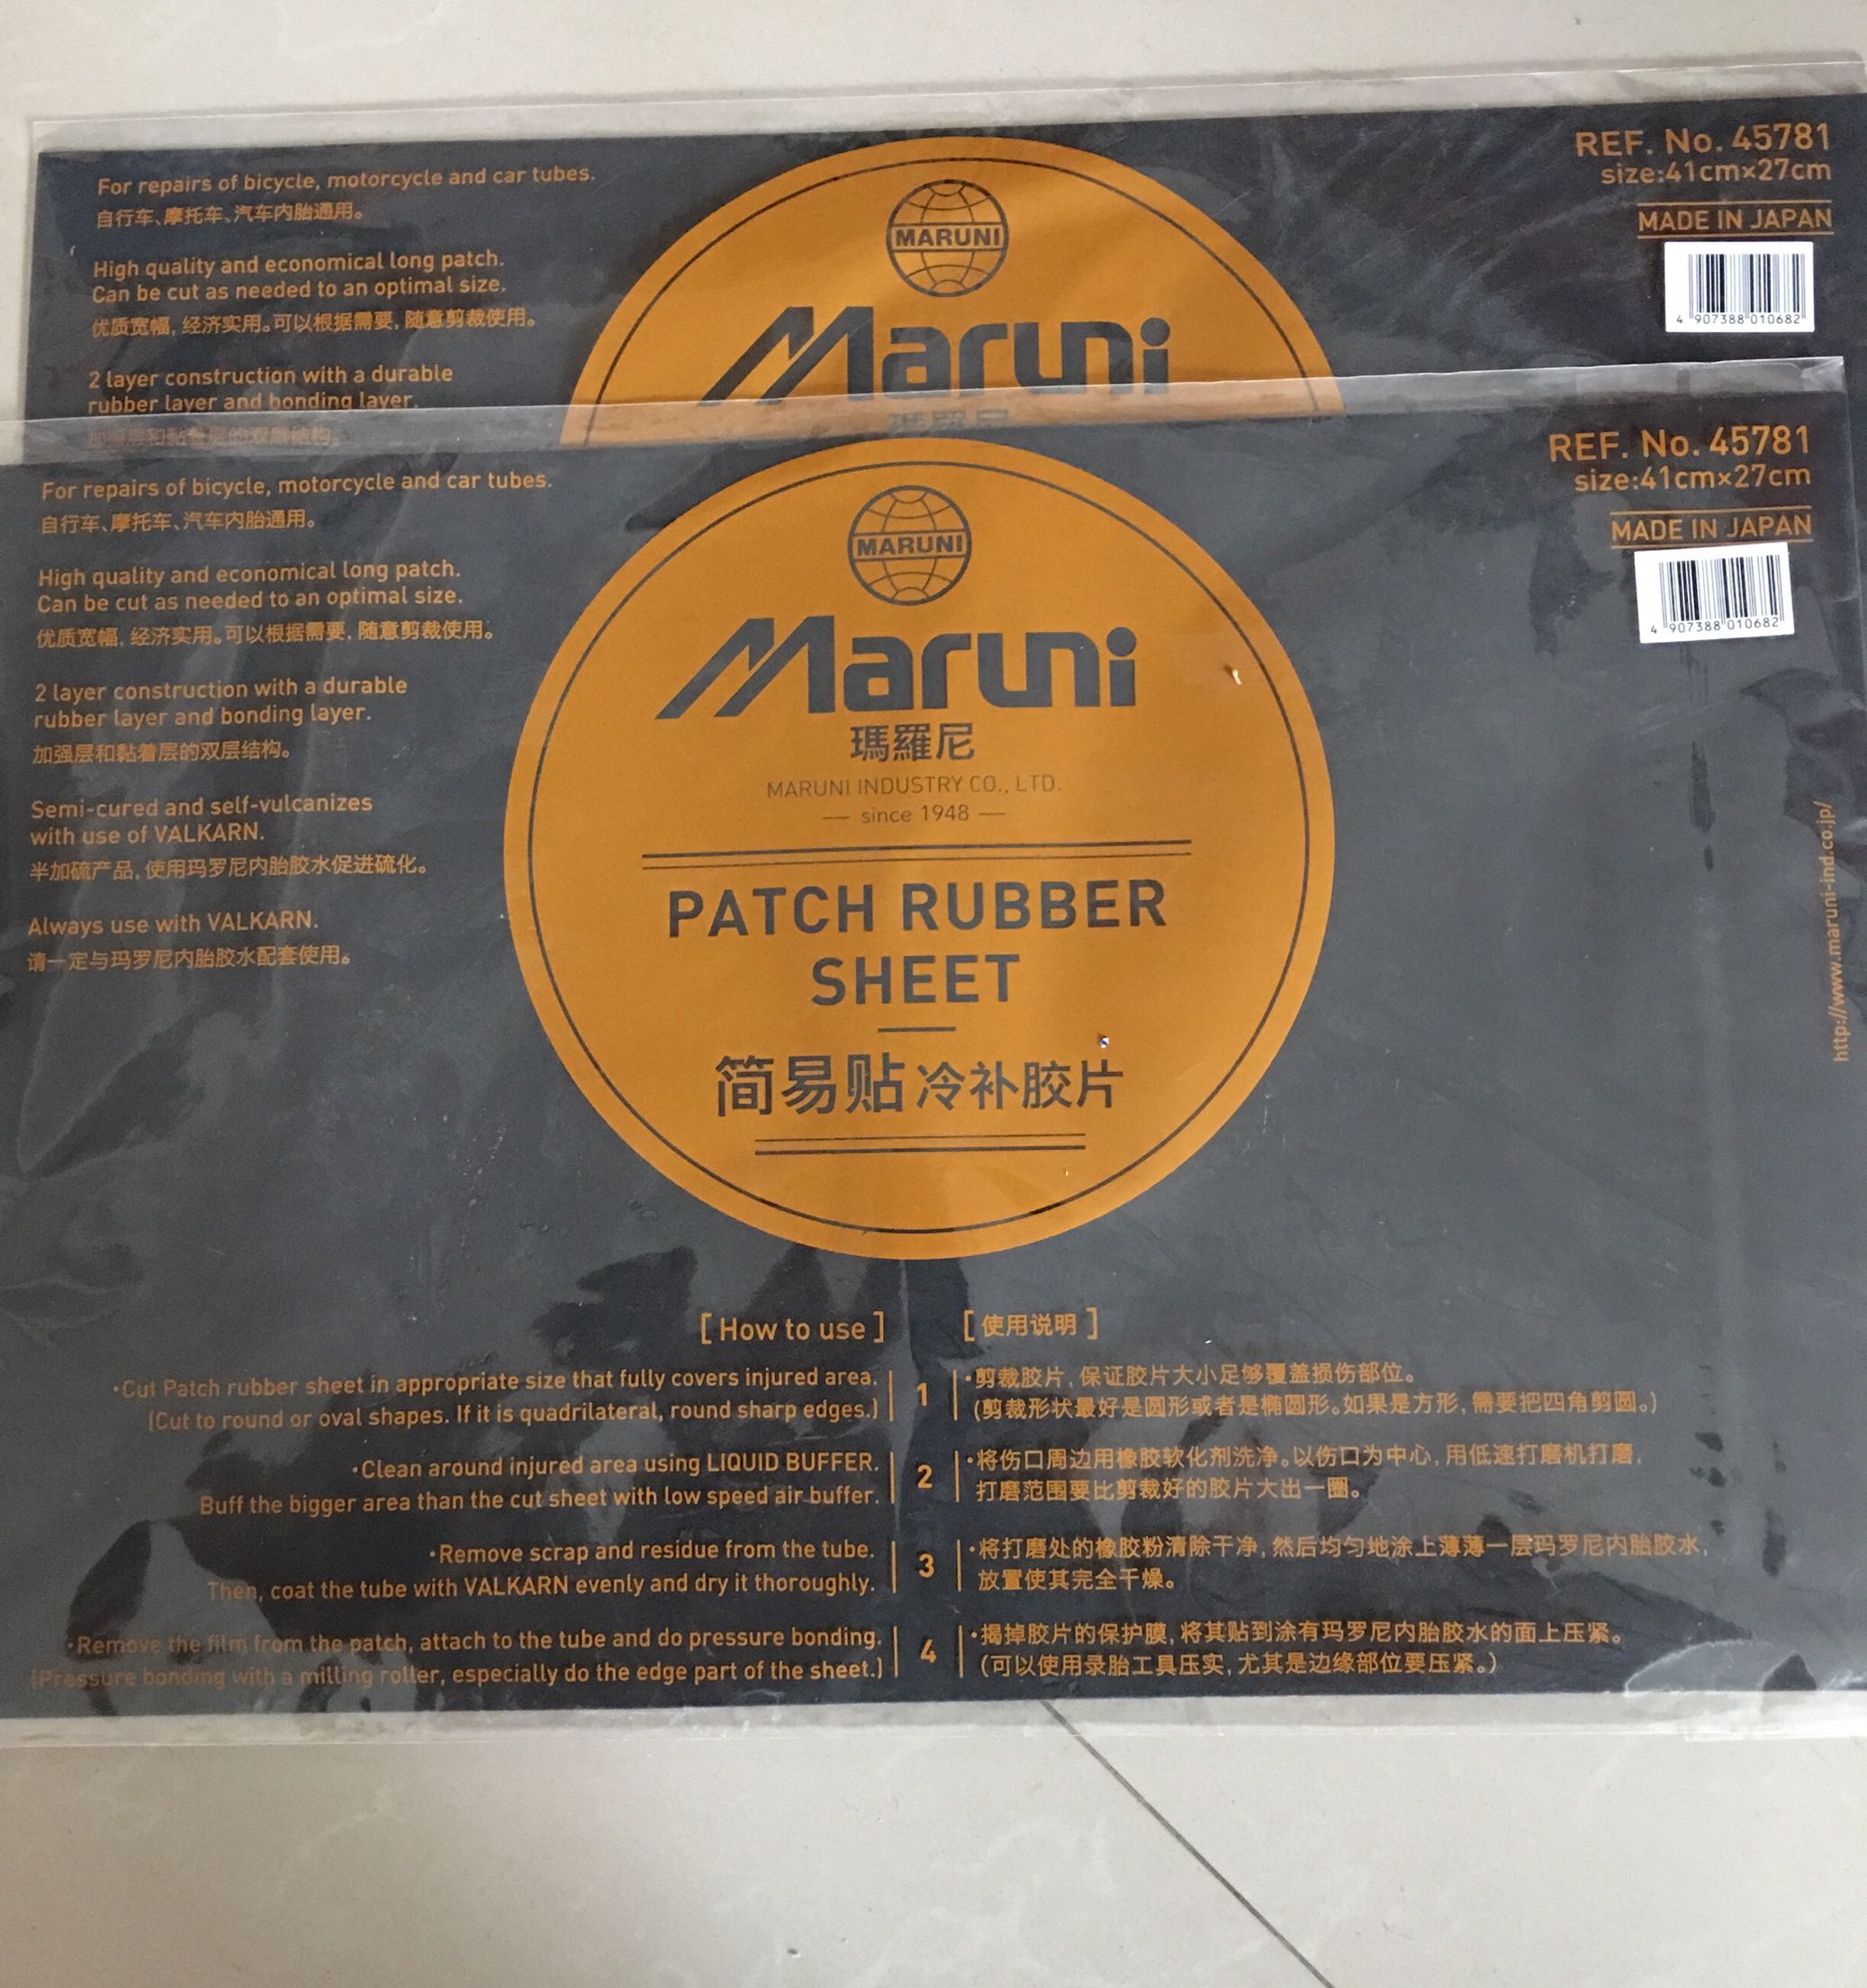 For repairs of bicycle, motorcycle and car tubes.
自行车、摩托车、汽车内胎通用。
High quality and economical long patch.
Can be cut as needed to an optimal size.
优质宽幅, 经济实用。可以根据需要, 随意剪裁使用。
2 layer construction with a durable
rubber layer and bonding layer.
加强层和黏着层的双层结构。
MARUNI
Maruni
瑪羅尼
REF. No. 45781
size:41cm×27cm
MADE IN JAPAN
4 907388 010682
For repairs of bicycle, motorcycle and car tubes.
自行车、摩托车、汽车内胎通用。
High quality and economical long patch.
Can be cut as needed to an optimal size.
优质宽幅, 经济实用。可以根据需要, 随意剪裁使用。
2 layer construction with a durable
rubber layer and bonding layer.
加强层和黏着层的双层结构。
Semi-cured and self-vulcanizes
with use of VALKARN.
半加硫产品, 使用玛罗尼内胎胶水促进硫化。
Always use with VALKARN.
请一定与玛罗尼内胎胶水配套使用。
MARUNI
Maruni
瑪羅尼
MARUNI INDUSTRY CO., LTD.
since 1948
PATCH RUBBER
SHEET
简易贴 冷补胶片
REF. No. 45781
size:41cm×27cm
MADE IN JAPAN
4 907388 010682
http://www.maruni-ind.co.jp/
[How to use]
•Cut Patch rubber sheet in appropriate size that fully covers injured area.
(Cut to round or oval shapes. If it is quadrilateral, round sharp edges.)
1
•Clean around injured area using LIQUID BUFFER.
Buff the bigger area than the cut sheet with low speed air buffer.
2
•Remove scrap and residue from the tube.
Then, coat the tube with VALKARN evenly and dry it thoroughly.
3
•Remove the film from the patch, attach to the tube and do pressure bonding.
(Pressure bonding with a milling roller, especially do the edge part of the sheet.)
4
[使用说明]
•剪裁胶片, 保证胶片大小足够覆盖损伤部位。
(剪裁形状最好是圆形或者是椭圆形。如果是方形, 需要把四角剪圆。)
•将伤口周边用橡胶软化剂洗净。以伤口为中心, 用低速打磨机打磨,
打磨范围要比剪裁好的胶片大出一圈。
•将打磨处的橡胶粉清除干净, 然后均匀地涂上薄薄一层玛罗尼内胎胶水,
放置使其完全干燥。
•揭掉胶片的保护膜, 将其贴到涂有玛罗尼内胎胶水的面上压紧。
(可以使用录胎工具压实, 尤其是边缘部位要压紧。)